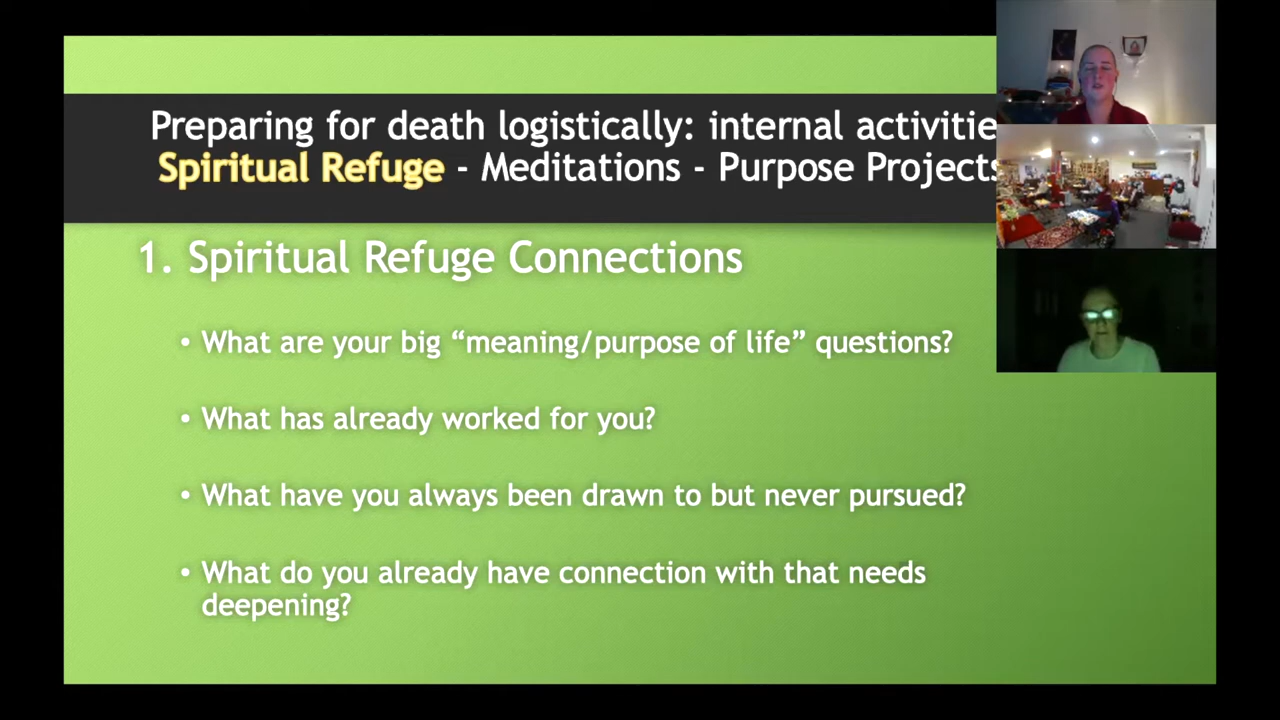 Preparing for death logistically: internal activitie
Spiritual Refuge - Meditations - Purpose Projects
1. Spiritual Refuge Connections
• What are your big “meaning/purpose of life” questions?
• What has already worked for you?
• What have you always been drawn to but never pursued?
• What do you already have connection with that needs
deepening?